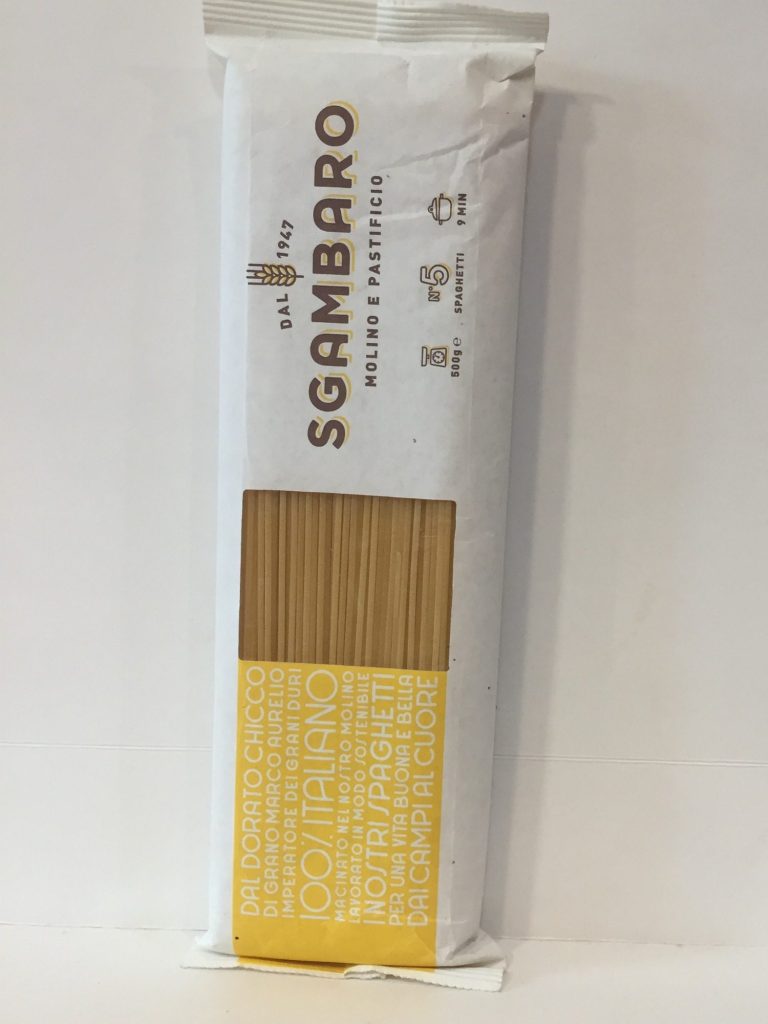 DAL 1947
SGAMBARO
MOLINO E PASTIFICIO
500g e
N°5
SPAGHETTI
9 MIN
DAL DORATO CHICCO
DI GRANO MARCO AURELIO
IMPERATORE DEI GRANI DURI
100% ITALIANO
MACINATO NEL NOSTRO MOLINO
LAVORATO IN MODO SOSTENIBILE
I NOSTRI SPAGHETTI
PER UNA VITA BUONA E BELLA
DAI CAMPI AL CUORE